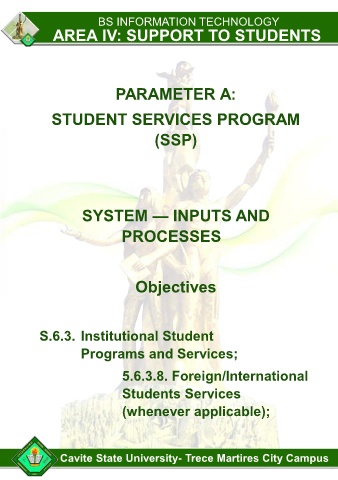 BS INFORMATION TECHNOLOGY
AREA IV: SUPPORT TO STUDENTS
PARAMETER A:
STUDENT SERVICES PROGRAM
(SSP)
SYSTEM — INPUTS AND
PROCESSES
Objectives
S.6.3. Institutional Student
Programs and Services;
5.6.3.8. Foreign/International
Students Services
(whenever applicable);
Cavite State University- Trece Martires City Campus